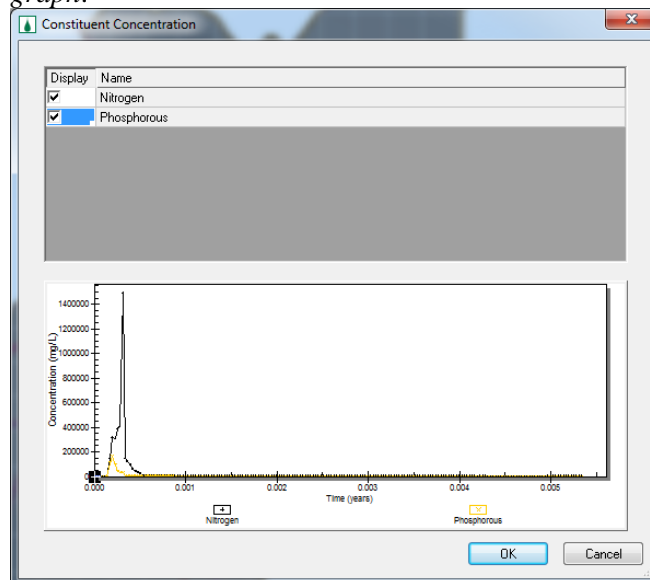 graph.
Constituent Concentration
Display Name
Nitrogen
Phosphorous
1400000
1200000
1000000
800000
600000
400000
200000
0
Concentration (mg/L)
0.000 0.001 0.002 0.003 0.004 0.005
Time (years)
Nitrogen Phosphorous
OK Cancel